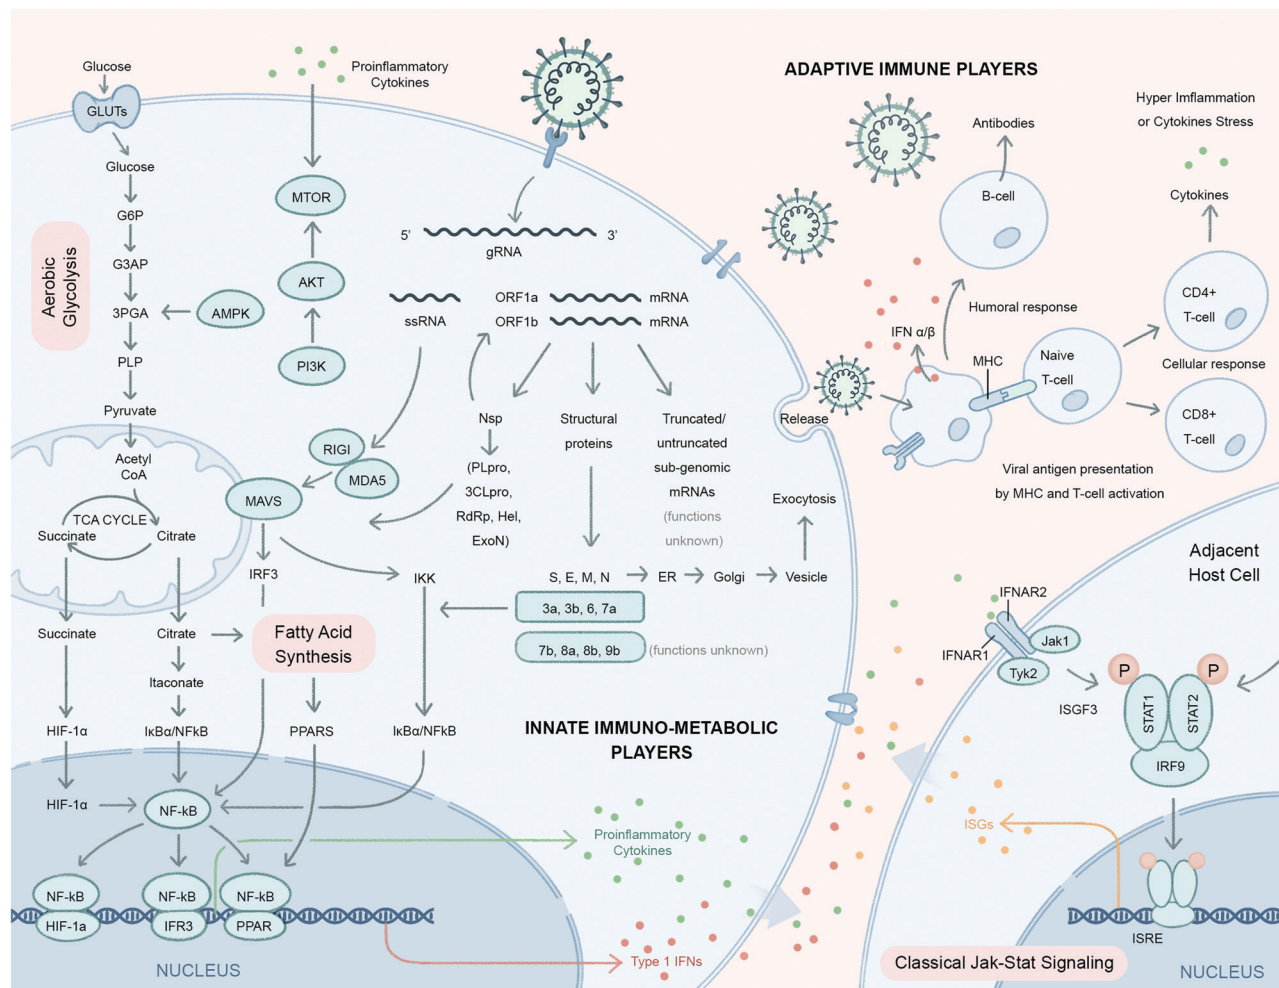 Glucose
GLUTs
Glucose
G6P
G3AP
3PGA
PLP
Pyruvate
Acetyl
CoA
Aerobic
Glycolysis
AMPK
Proinflammatory
Cytokines
MTOR
AKT
PI3K
5’
3’
gRNA
ssRNA
ORF1a
mRNA
ORF1b
mRNA
RIGI
MDA5
MAVS
Nsp
(PLpro,
3CLpro,
RdRp, Hel,
ExoN)
Structural
proteins
Truncated/
untruncated
sub-genomic
mRNAs
(functions
unknown)
Release
Exocytosis
TCA CYCLE
Succinate
Citrate
IRF3
IKK
S, E, M, N
ER
Golgi
Vesicle
3a, 3b, 6, 7a
7b, 8a, 8b, 9b
(functions unknown)
Succinate
Citrate
Fatty Acid
Synthesis
Itaconate
HIF-1α
IκBα/NFkB
PPARS
IκBα/NFkB
INNATE IMMUNO-METABOLIC
PLAYERS
HIF-1α
NF-kB
Proinflammatory
Cytokines
NF-kB
HIF-1a
NF-kB
IFR3
NF-kB
PPAR
Type 1 IFNs
NUCLEUS
ADAPTIVE IMMUNE PLAYERS
Hyper Imflammation
or Cytokines Stress
Antibodies
B-cell
Cytokines
Humoral response
IFN α/β
MHC
Naive
T-cell
CD4+
T-cell
Cellular response
CD8+
T-cell
Viral antigen presentation
by MHC and T-cell activation
Adjacent
Host Cell
IFNAR2
IFNAR1
Jak1
Tyk2
ISGF3
P
P
STAT1
STAT2
IRF9
ISGs
ISRE
Classical Jak-Stat Signaling
NUCLEUS